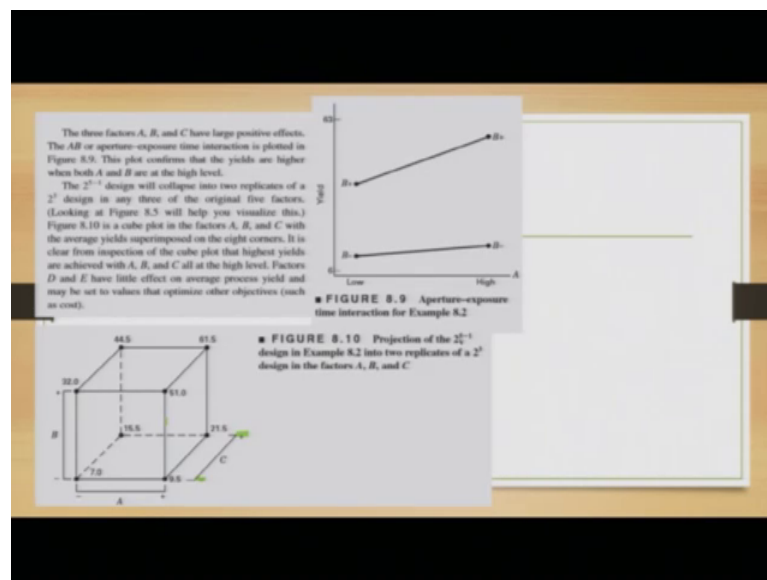 The three factors A, B, and C have large positive effects.
The AB or aperture–exposure time interaction is plotted in
Figure 8.9. This plot confirms that the yields are higher
when both A and B are at the high level.
The 2⁵⁻¹ design will collapse into two replicates of a
2³ design in any three of the original five factors.
(Looking at Figure 8.5 will help you visualize this.)
Figure 8.10 is a cube plot in the factors A, B, and C with
the average yields superimposed on the eight corners. It is
clear from inspection of the cube plot that highest yields
are achieved with A, B, and C all at the high level. Factors
D and E have little effect on average process yield and
may be set to values that optimize other objectives (such
as cost).
63
B+
B+
Yield
B−
B−
6
Low
High
A
■ FIGURE 8.9 Aperture–exposure
time interaction for Example 8.2
■ FIGURE 8.10 Projection of the 2⁵⁻¹
design in Example 8.2 into two replicates of a 2³
design in the factors A, B, and C
44.5
61.5
32.0
+
51.0
B
15.5
21.5
+
C
7.0
−
9.5
−
−
+
A